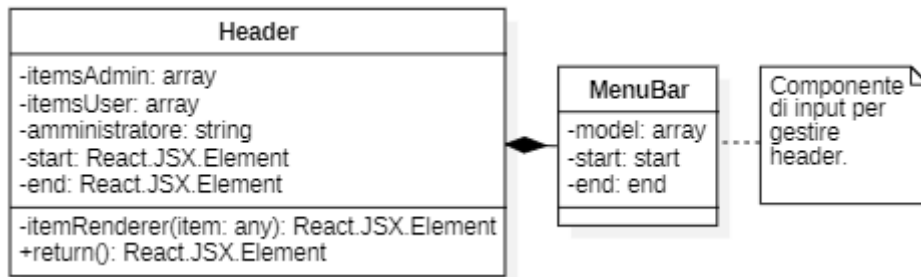 Header
-itemsAdmin: array
-itemsUser: array
-amministratore: string
-start: React.JSX.Element
-end: React.JSX.Element
-itemRenderer(item: any): React.JSX.Element
+return(): React.JSX.Element
MenuBar
-model: array
-start: start
-end: end
Componente
di input per
gestire
header.